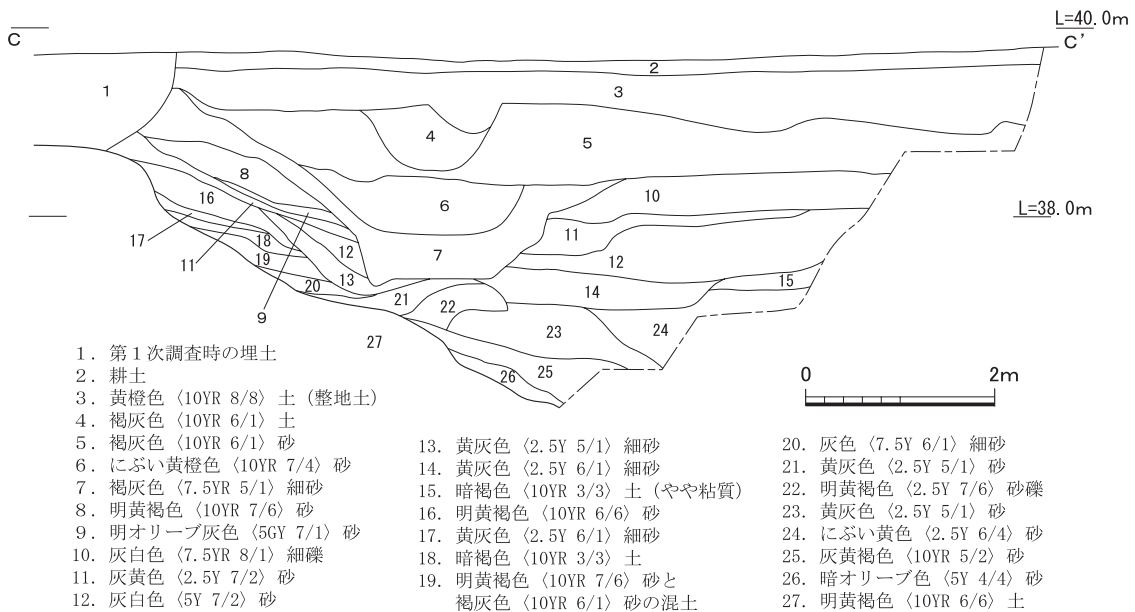 L=40.0m
C
C'
2
1
3
4
5
8
10
16
6
L=38.0m
17
11
18
7
12
19
12
11
13
15
20
21
14
9
22
23
24
27
25
26
0 2m
1. 第1次調査時の埋土
2. 耕土
3. 黄橙色〈10YR 8/8〉土(整地土)
4. 褐灰色〈10YR 6/1〉土
5. 褐灰色〈10YR 6/1〉砂
6. にぶい黄橙色〈10YR 7/4〉砂
7. 褐灰色〈7.5YR 5/1〉細砂
8. 明黄褐色〈10YR 7/6〉砂
9. 明オリーブ灰色〈5GY 7/1〉砂
10. 灰白色〈7.5YR 8/1〉細礫
11. 灰黄色〈2.5Y 7/2〉砂
12. 灰白色〈5Y 7/2〉砂
13. 黄灰色〈2.5Y 5/1〉細砂
14. 黄灰色〈2.5Y 6/1〉細砂
15. 暗褐色〈10YR 3/3〉土(やや粘質)
16. 明黄褐色〈10YR 6/6〉砂
17. 黄灰色〈2.5Y 6/1〉細砂
18. 暗褐色〈10YR 3/3〉土
19. 明黄褐色〈10YR 7/6〉砂と
褐灰色〈10YR 6/1〉砂の混土
20. 灰色〈7.5Y 6/1〉細砂
21. 黄灰色〈2.5Y 5/1〉砂
22. 明黄褐色〈2.5Y 7/6〉砂礫
23. 黄灰色〈2.5Y 5/1〉砂
24. にぶい黄色〈2.5Y 6/4〉砂
25. 灰黄褐色〈10YR 5/2〉砂
26. 暗オリーブ色〈5Y 4/4〉砂
27. 明黄褐色〈10YR 6/6〉土